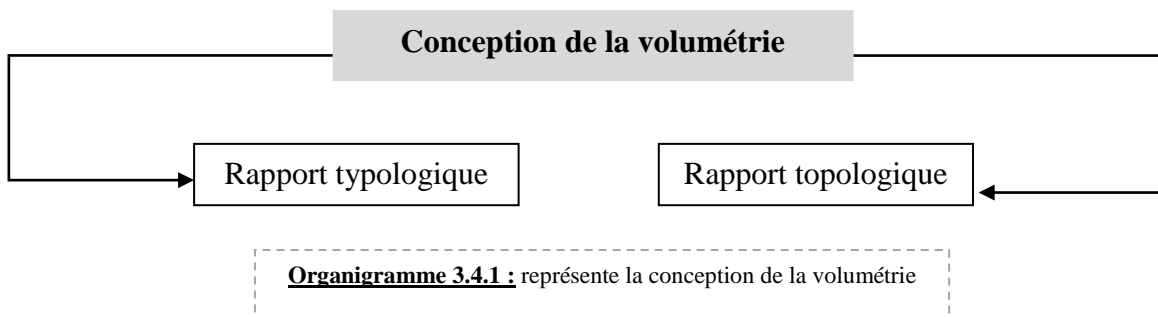 Conception de la volumétrie
Rapport typologique
Rapport topologique
Organigramme 3.4.1 : représente la conception de la volumétrie